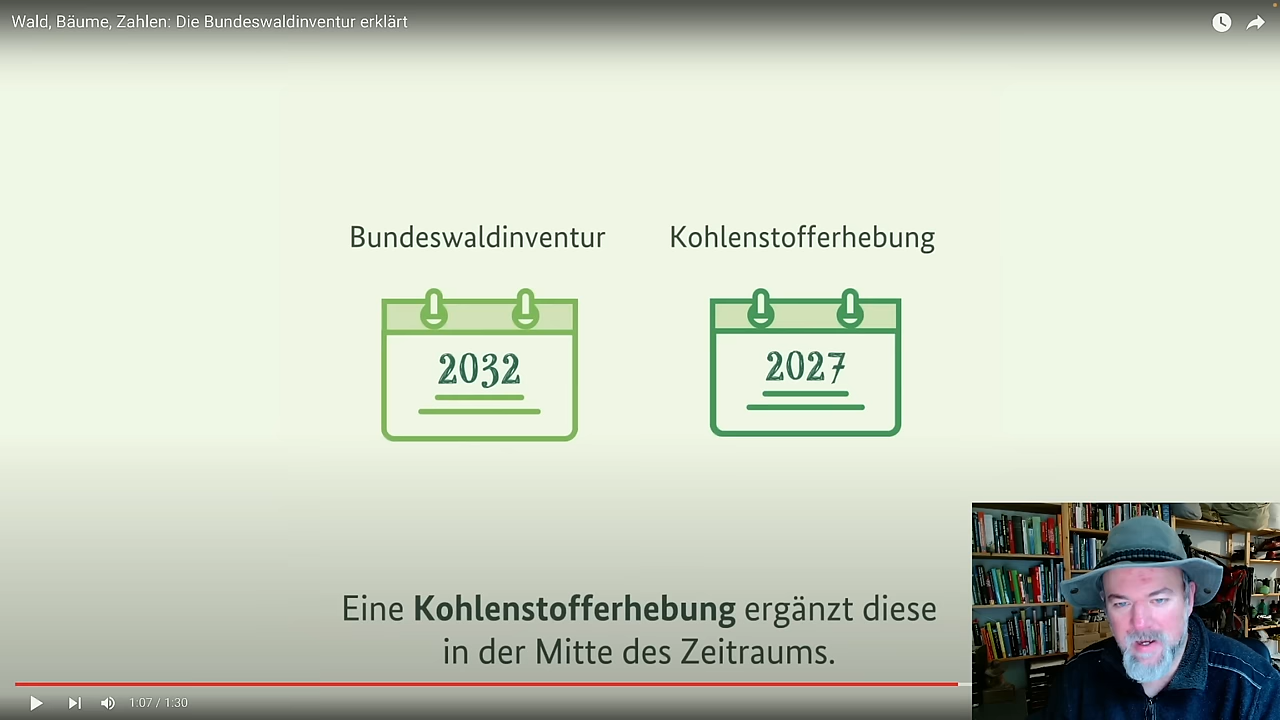 Wald, Bäume, Zahlen: Die Bundeswaldinventur erklärt
Bundeswaldinventur
Kohlenstofferhebung
2032
2027
Eine Kohlenstofferhebung ergänzt diese
in der Mitte des Zeitraums.
1:07 / 1:30